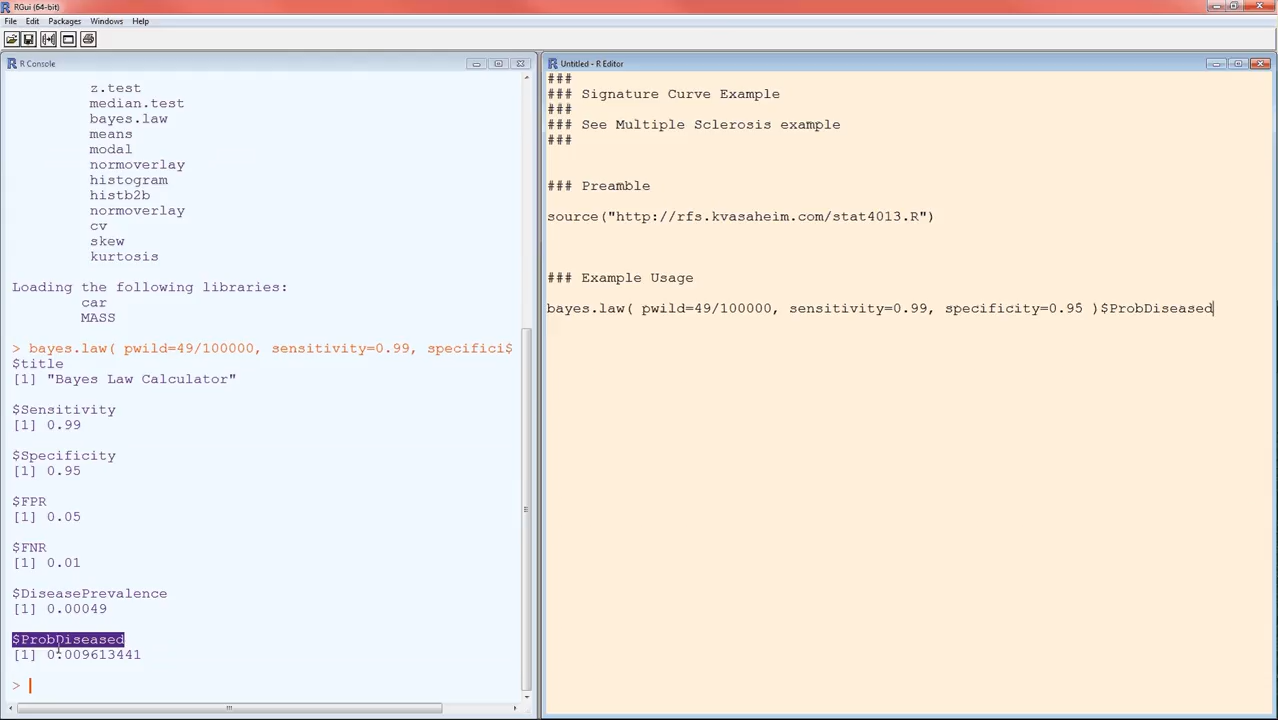 RGui (64-bit)
File Edit Packages Windows Help
R Console
z.test
median.test
bayes.law
means
modal
normoverlay
histogram
histb2b
normoverlay
cv
skew
kurtosis
Loading the following libraries:
car
MASS
> bayes.law( pwild=49/100000, sensitivity=0.99, specifici$
$title
[1] "Bayes Law Calculator"
$Sensitivity
[1] 0.99
$Specificity
[1] 0.95
$FPR
[1] 0.05
$FNR
[1] 0.01
$DiseasePrevalence
[1] 0.00049
$ProbDiseased
[1] 0.009613441
>
Untitled - R Editor
###
### Signature Curve Example
###
### See Multiple Sclerosis example
###
### Preamble
source("http://rfs.kvasaheim.com/stat4013.R")
### Example Usage
bayes.law( pwild=49/100000, sensitivity=0.99, specificity=0.95 )$ProbDiseased